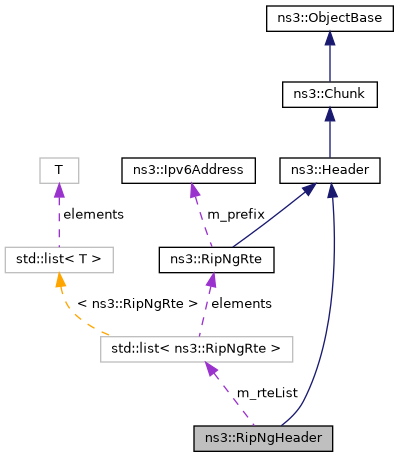 ns3::ObjectBase
ns3::Chunk
T
ns3::Ipv6Address
ns3::Header
elements
m_prefix
std::list< T >
ns3::RipNgRte
< ns3::RipNgRte >
elements
std::list< ns3::RipNgRte >
m_rteList
ns3::RipNgHeader